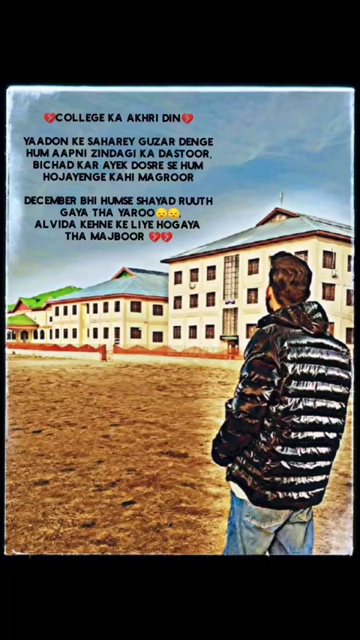 💔COLLEGE KA AKHRI DIN💔
YAADON KE SAHAREY GUZAR DENGE
HUM AAPNI ZINDAGI KA DASTOOR,
BICHAD KAR AYEK DOSRE SE HUM
HOJAYENGE KAHI MAGROOR
DECEMBER BHI HUMSE SHAYAD RUUTH
GAYA THA YAROO😥😥
ALVIDA KEHNE KE LIYE HOGAYA
THA MAJBOOR 💔💔